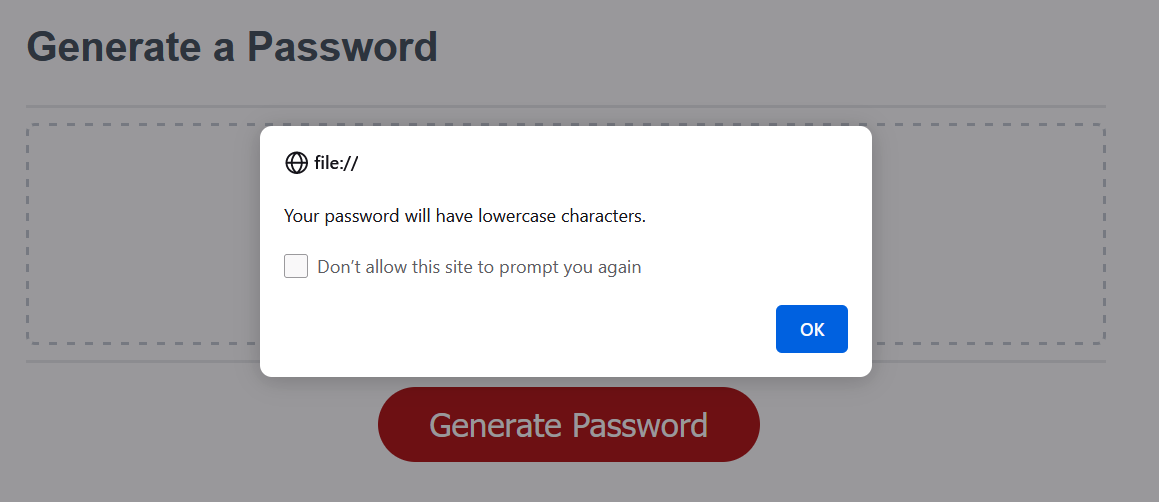 Generate a Password
file://
Your password will have lowercase characters.
Don’t allow this site to prompt you again
OK
Generate Password